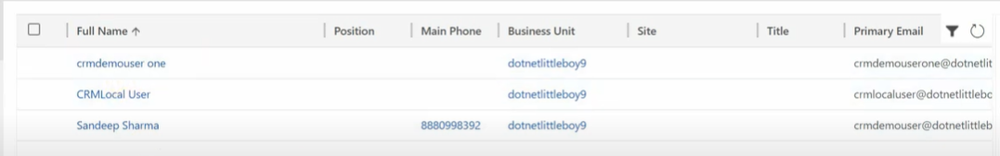 Full Name ↑ Position Main Phone Business Unit Site Title Primary Email
crmdemouser one dotnetlittleboy9 crmdemouserone@dotnetlit
CRMLocal User dotnetlittleboy9 crmlocaluser@dotnetlittlebo
Sandeep Sharma 8880998392 dotnetlittleboy9 crmdemouser@dotnetlittleb